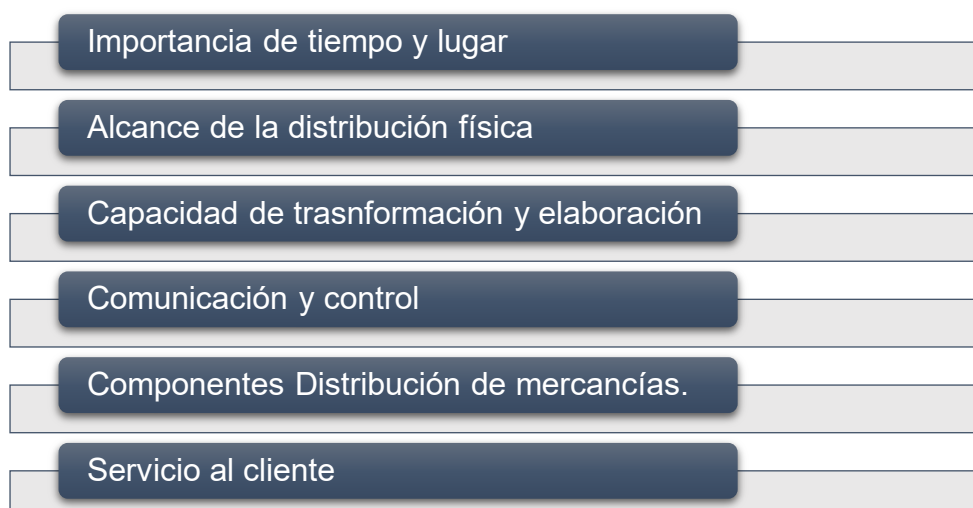 Importancia de tiempo y lugar
Alcance de la distribución física
Capacidad de trasnformación y elaboración
Comunicación y control
Componentes Distribución de mercancías.
Servicio al cliente